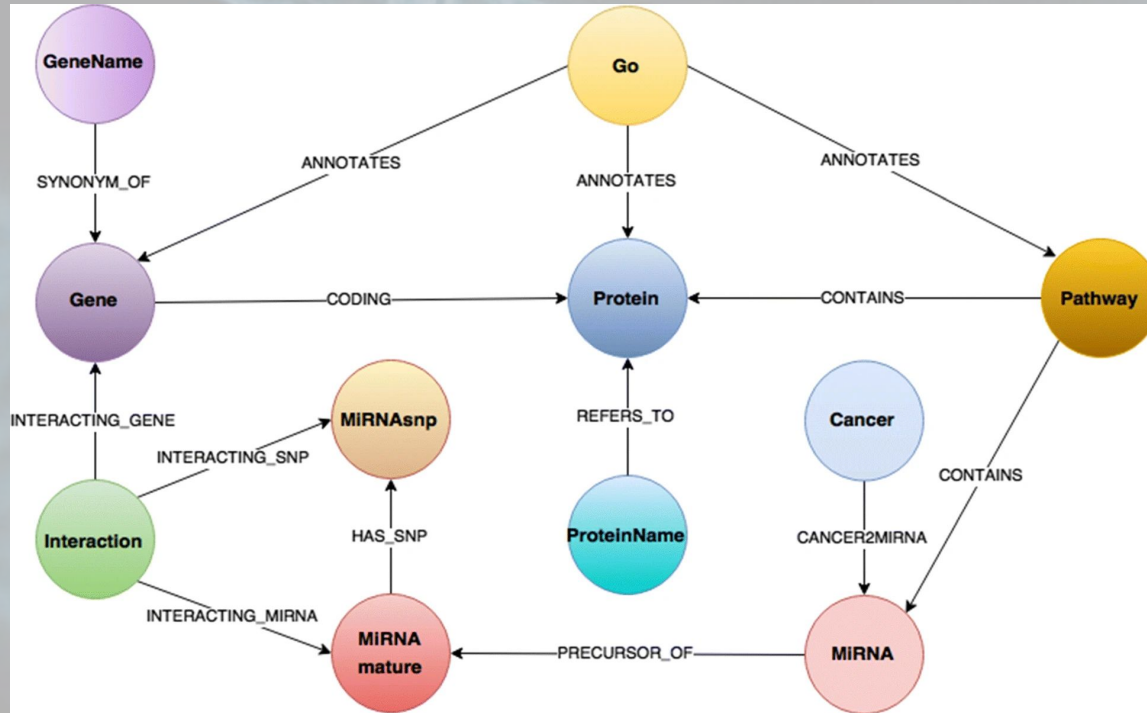 GeneName
Go
ANNOTATES
ANNOTATES
SYNONYM_OF
ANNOTATES
Gene
CODING
Protein
CONTAINS
Pathway
INTERACTING_GENE
MiRNAsnp
REFERS_TO
Cancer
INTERACTING_SNP
CONTAINS
Interaction
HAS_SNP
ProteinName
CANCER2MIRNA
INTERACTING_MIRNA
MiRNA
mature
PRECURSOR_OF
MiRNA